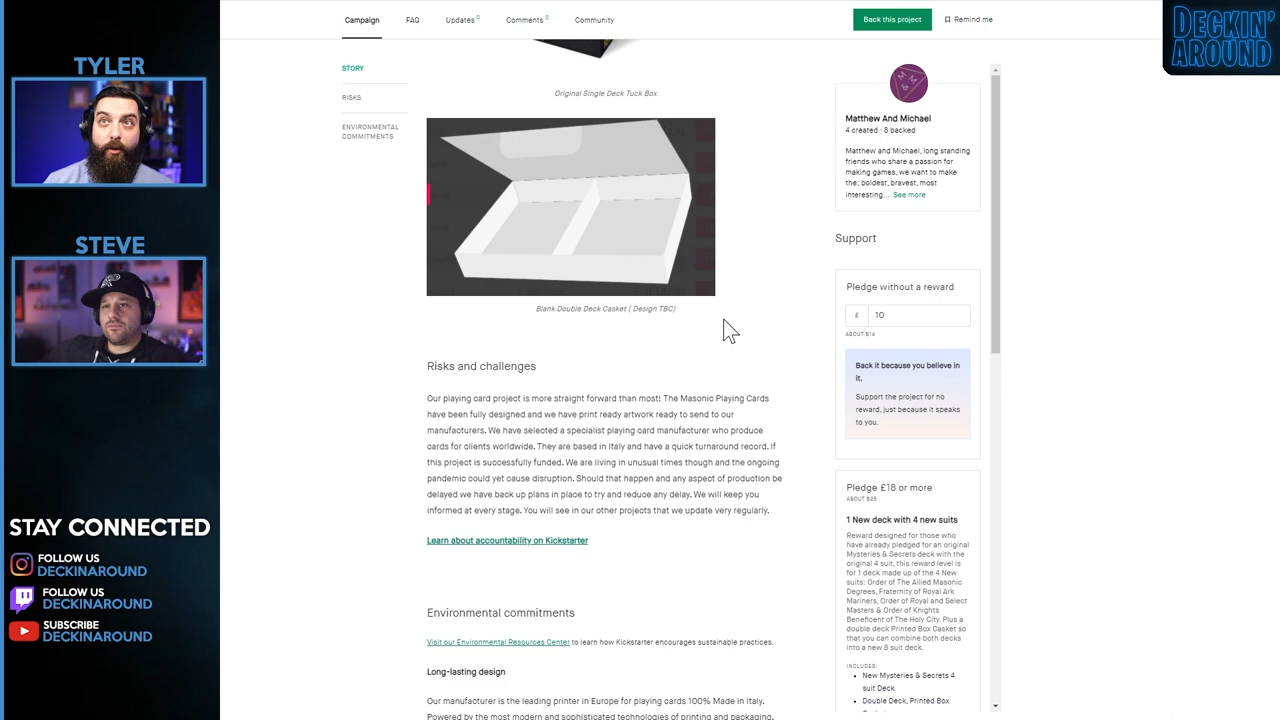 TYLER
STEVE
STAY CONNECTED
FOLLOW US
DECKINAROUND
FOLLOW US
DECKINAROUND
SUBSCRIBE
DECKINAROUND
Campaign
FAQ
Updates 0
Comments 0
Community
Back this project
Remind me
DECKIN'
AROUND
STORY
RISKS
ENVIRONMENTAL
COMMITMENTS
Original Single Deck Tuck Box
Blank Double Deck Casket ( Design TBC)
Risks and challenges
Our playing card project is more straight forward than most! The Masonic Playing Cards
have been fully designed and we have print ready artwork ready to send to our
manufacturers. We have selected a specialist playing card manufacturer who produce
cards for clients worldwide. They are based in Italy and have a quick turnaround record. If
this project is successfully funded. We are living in unusual times though and the ongoing
pandemic could yet cause disruption. Should that happen and any aspect of production be
delayed we have back up plans in place to try and reduce any delay. We will keep you
informed at every stage. You will see in our other projects that we update very regularly.
Learn about accountability on Kickstarter
Environmental commitments
Visit our Environmental Resources Center to learn how Kickstarter encourages sustainable practices.
Long-lasting design
Our manufacturer is the leading printer in Europe for playing cards 100% Made in Italy.
Powered by the most modern and sophisticated technologies of printing and packaging,
M M &
Matthew And Michael
4 created · 8 backed
Matthew and Michael, long standing
friends who share a passion for
making games, we want to make
the; boldest, bravest, most
interesting... See more
Support
Pledge without a reward
£ 10
ABOUT $14
Back it because you believe in
it.
Support the project for no
reward, just because it speaks
to you.
Pledge £18 or more
ABOUT $25
1 New deck with 4 new suits
Reward designed for those who
have already pledged for an original
Mysteries & Secrets deck with the
original 4 suit, this reward level is
for 1 deck made up of the 4 New
suits: Order of The Allied Masonic
Degrees, Fraternity of Royal Ark
Mariners, Order of Royal and Select
Masters & Order of Knights
Beneficent of The Holy City. Plus a
double deck Printed Box Casket so
that you can combine both decks
into a new 8 suit deck.
INCLUDES:
New Mysteries & Secrets 4
suit Deck
Double Deck, Printed Box